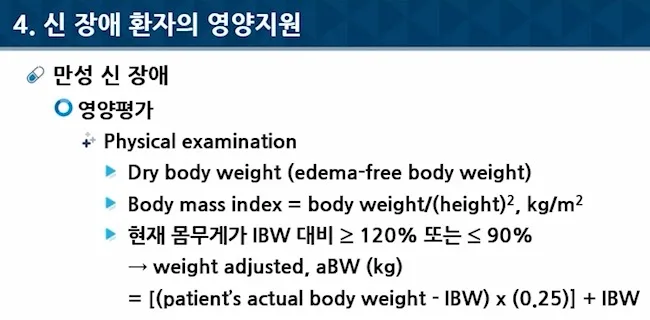 4. 신 장애 환자의 영양지원
만성 신 장애
영양평가
Physical examination
Dry body weight (edema-free body weight)
Body mass index = body weight/(height)², kg/m²
현재 몸무게가 IBW 대비 ≥ 120% 또는 ≤ 90%
→ weight adjusted, aBW (kg)
= [(patient's actual body weight - IBW) x (0.25)] + IBW